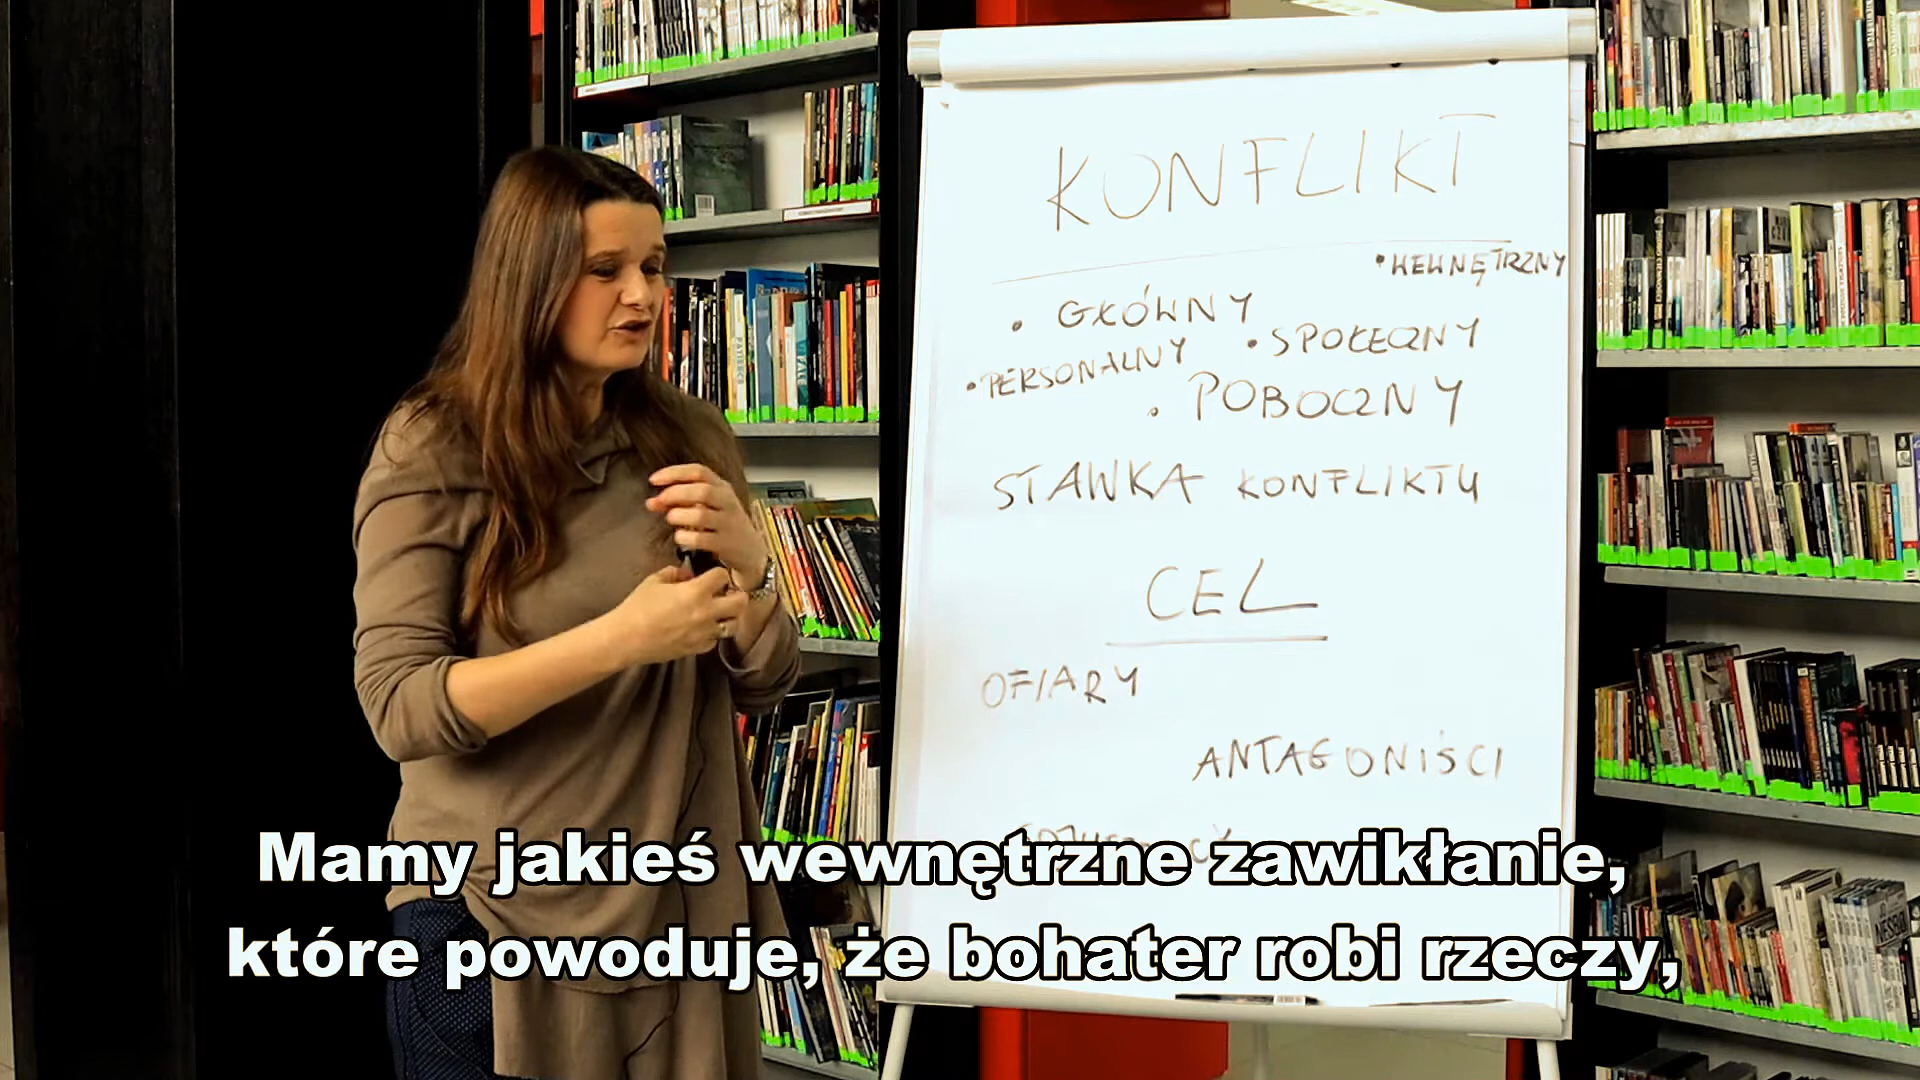 KONFLIKT
• WEWNĘTRZNY
• GŁÓWNY
• PERSONALNY
• SPOŁECZNY
• POBOCZNY
STAWKA KONFLIKTU
CEL
OFIARY
ANTAGONIŚCI
Mamy jakieś wewnętrzne zawikłanie,
które powoduje, że bohater robi rzeczy,